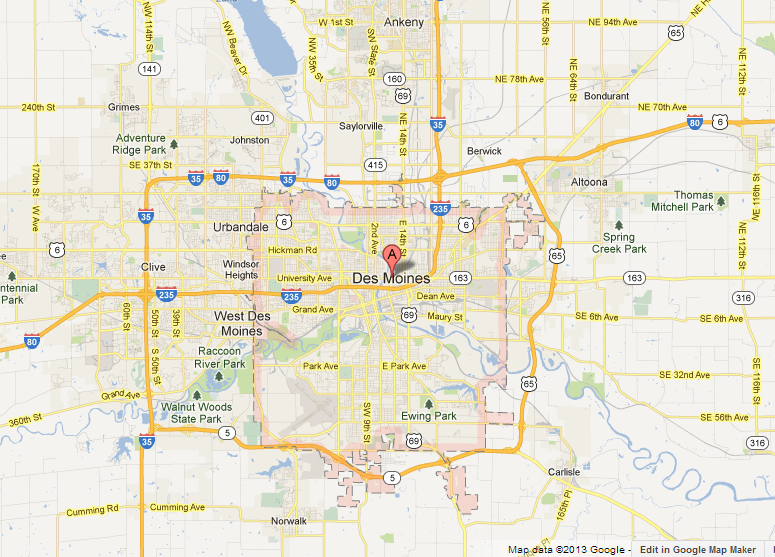 NW 114th St
NW Beaver Dr
NW 35th St
W 1st St
NW State St
Ankeny
NE 56th Ave
NE 94th Ave
65
NE 112th St
141
160
NE 78th Ave
NE 64th St
69
240th St
Grimes
401
NE 14th St
Bondurant
NE 70th Ave
80
6
Saylorville
35
Adventure
Ridge Park
Johnston
Berwick
170th St
SE 37th St
415
35
80
35
80
Altoona
NE 116th St
W Ave
35
235
Thomas
Mitchell Park
Urbandale
6
2nd Ave
E 14th St
6
Spring
Creek Park
NE 112th St
6
Hickman Rd
65
Clive
Windsor
Heights
A
University Ave
Des Moines
163
Park
235
235
Dean Ave
316
60th St
50th St
39th St
Grand Ave
West Des
Moines
69
Maury St
SE 6th Ave
SE 6th Ave
80
S 50th St
Raccoon
River Park
Park Ave
E Park Ave
SE 32nd Ave
316
65
SE 116th St
Grand Ave
Walnut Woods
State Park
SW 9th St
Ewing Park
360th St
5
SE 56th Ave
35
69
5
Carlisle
Cumming Rd
Cumming Ave
Norwalk
165th Pl
Map data ©2013 Google -
Edit in Google Map Maker